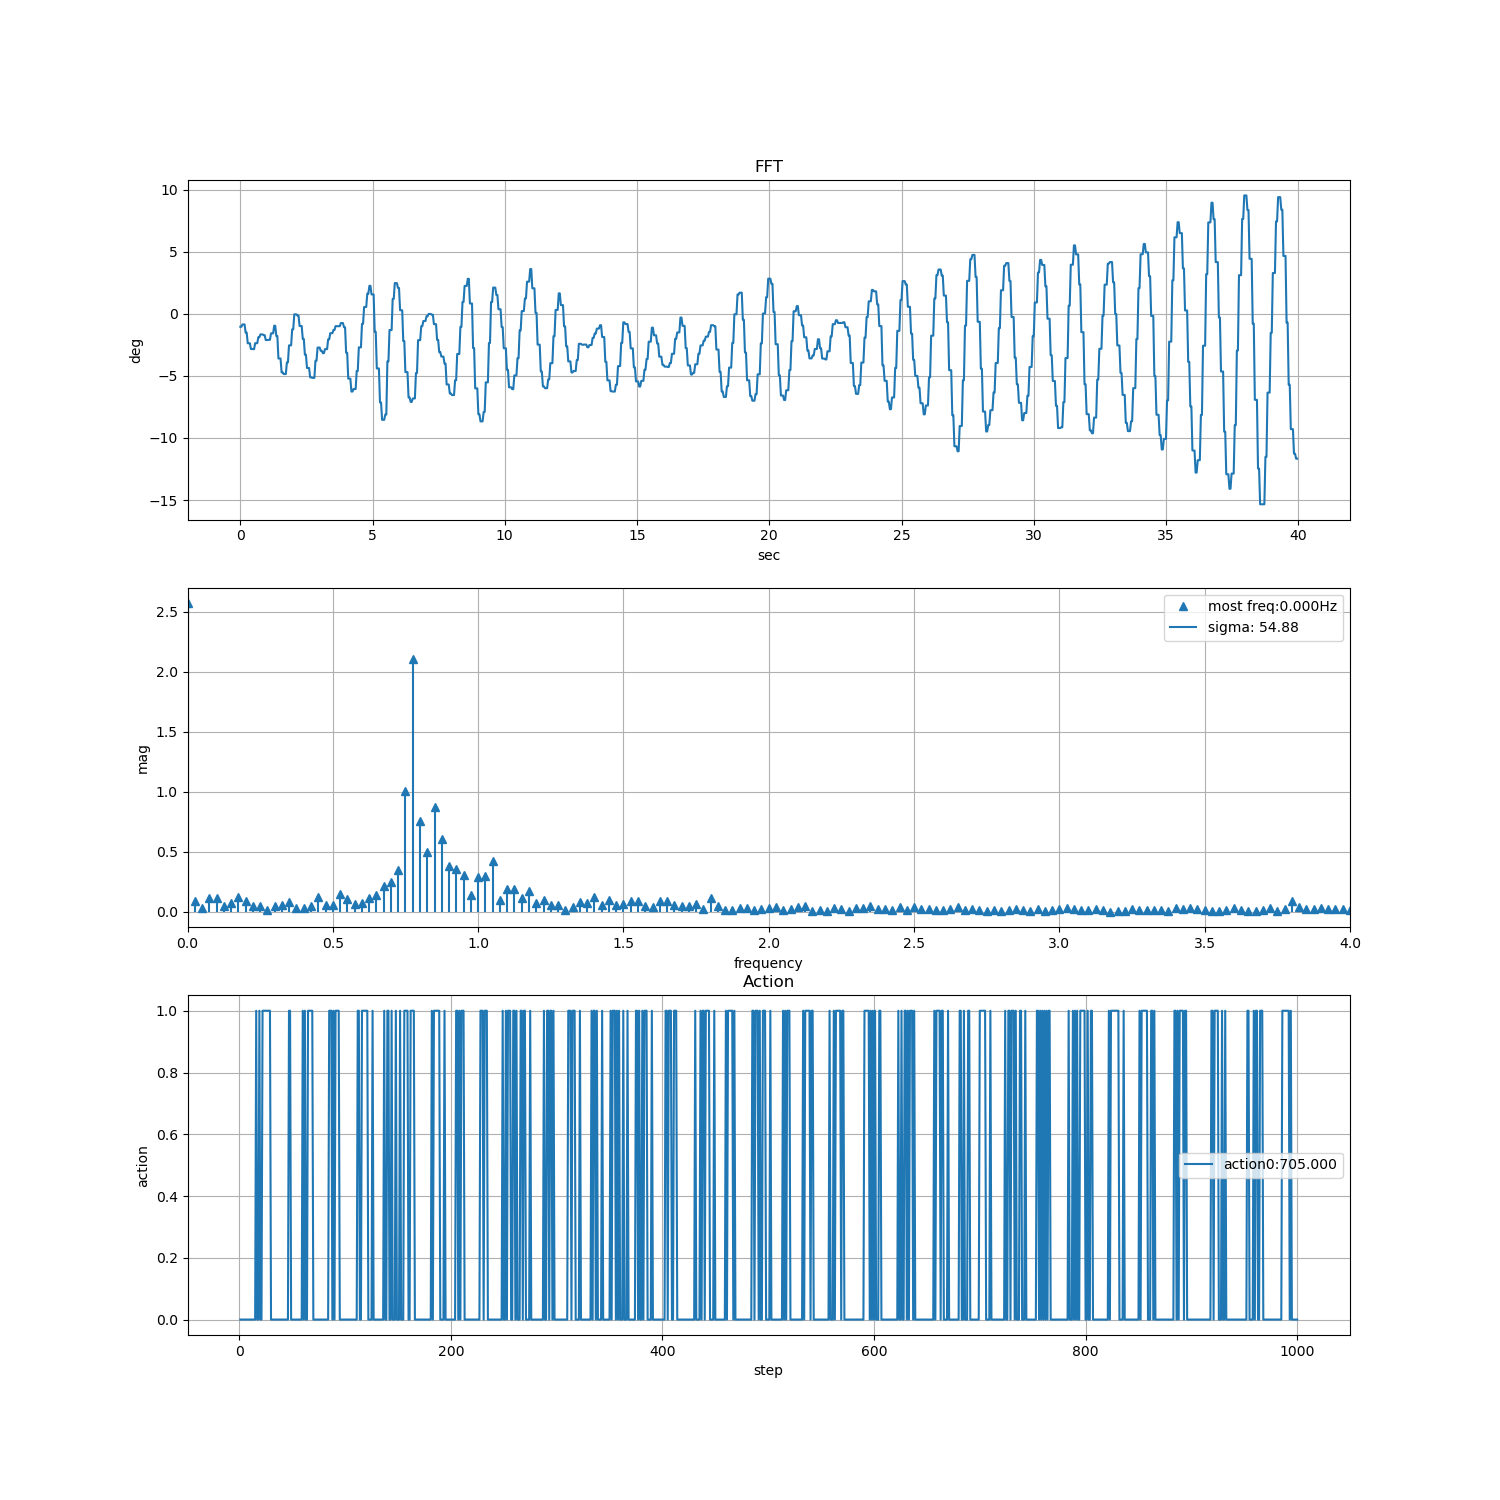 FFT
10
5
0
−5
−10
−15
deg
0 5 10 15 20 25 30 35 40
sec
most freq:0.000Hz
sigma: 54.88
2.5
2.0
1.5
1.0
0.5
0.0
mag
0.0 0.5 1.0 1.5 2.0 2.5 3.0 3.5 4.0
frequency
Action
1.0
0.8
0.6
0.4
0.2
0.0
action
action0:705.000
0 200 400 600 800 1000
step